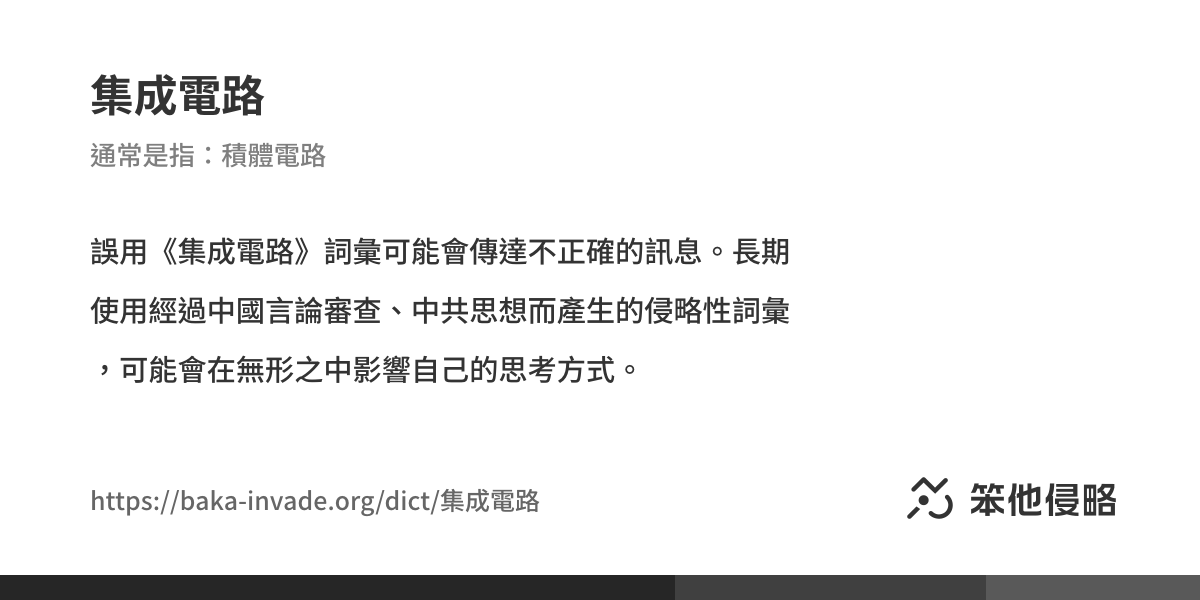 集成電路
通常是指：積體電路
誤用《集成電路》詞彙可能會傳達不正確的訊息。長期
使用經過中國言論審查、中共思想而產生的侵略性詞彙
，可能會在無形之中影響自己的思考方式。
https://baka-invade.org/dict/集成電路
笨他侵略